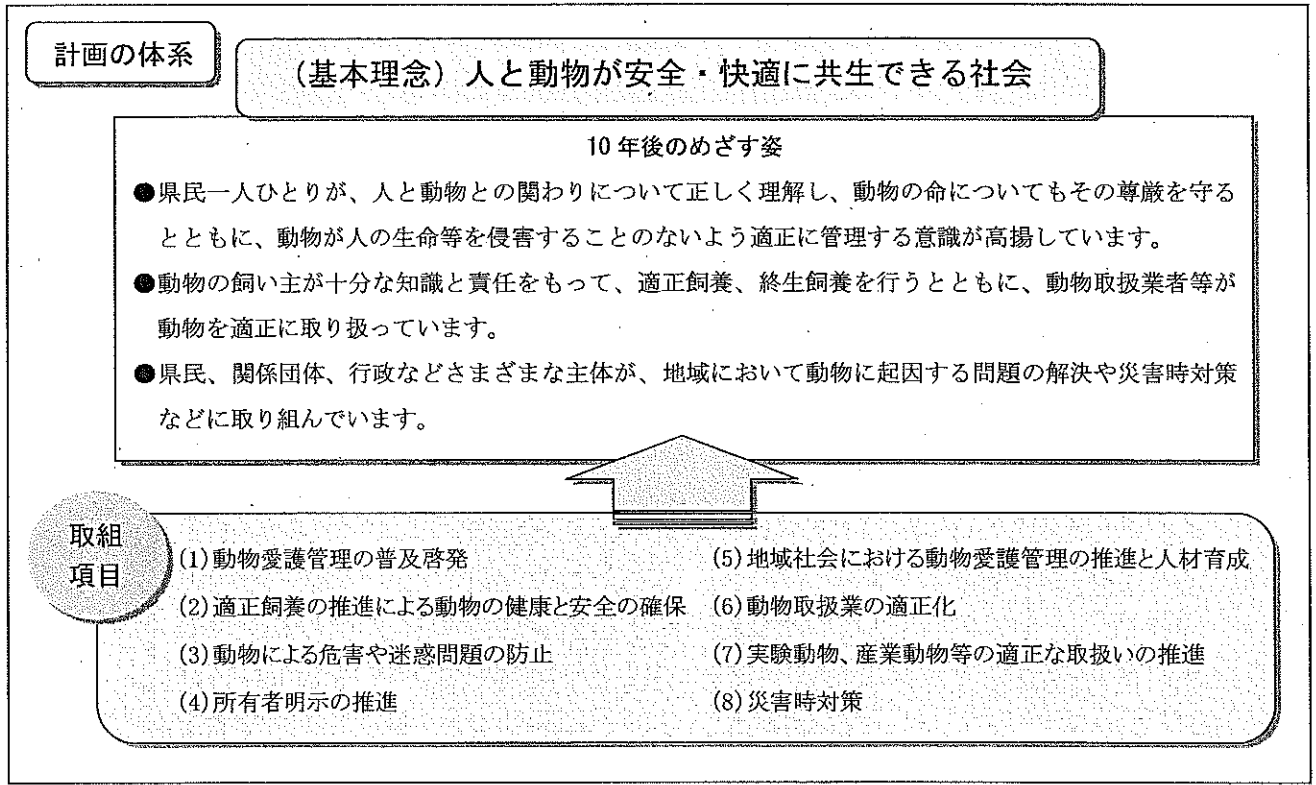 計画の体系
(基本理念)人と動物が安全・快適に共生できる社会
10年後のめざす姿
●県民一人ひとりが、人と動物との関わりについて正しく理解し、動物の命についてもその尊厳を守る
とともに、動物が人の生命等を侵害することのないよう適正に管理する意識が高揚しています。
●動物の飼い主が十分な知識と責任をもって、適正飼養、終生飼養を行うとともに、動物取扱業者等が
動物を適正に取り扱っています。
●県民、関係団体、行政などさまざまな主体が、地域において動物に起因する問題の解決や災害時対策
などに取り組んでいます。
取組
項目
(1)動物愛護管理の普及啓発
(2)適正飼養の推進による動物の健康と安全の確保
(3)動物による危害や迷惑問題の防止
(4)所有者明示の推進
(5)地域社会における動物愛護管理の推進と人材育成
(6)動物取扱業の適正化
(7)実験動物、産業動物等の適正な取扱いの推進
(8)災害時対策